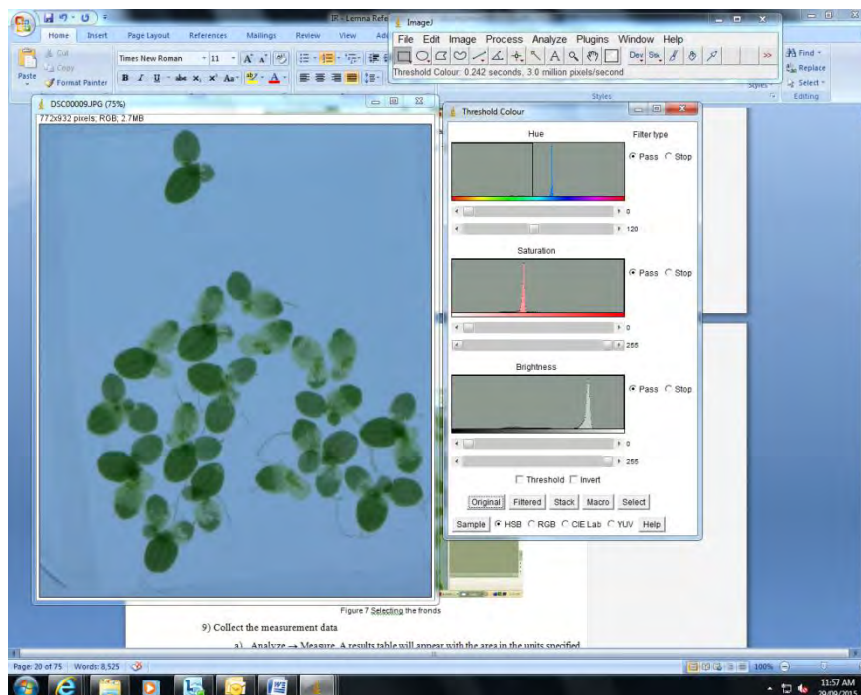 IR - Lemna Refe
Home Insert Page Layout References Mailings Review View Ad
Cut
Copy
Format Painter
Paste
Times New Roman 11
Find
Replace
Select
Editing
Styles
ImageJ
File Edit Image Process Analyze Plugins Window Help
Dev Stk >>
Threshold Colour: 0.242 seconds, 3.0 million pixels/second
DSC00009.JPG (75%)
772x932 pixels; RGB; 2.7MB
Threshold Colour
Hue
Filter type
Pass Stop
0
120
Saturation
Pass Stop
0
255
Brightness
Pass Stop
0
255
Threshold Invert
Original Filtered Stack Macro Select
Sample HSB RGB CIE Lab YUV Help
Figure 7 Selecting the fronds
9) Collect the measurement data
a) Analyze → Measure. A results table will appear with the area in the units specified
Page: 20 of 75 Words: 8,525
100%
11:57 AM